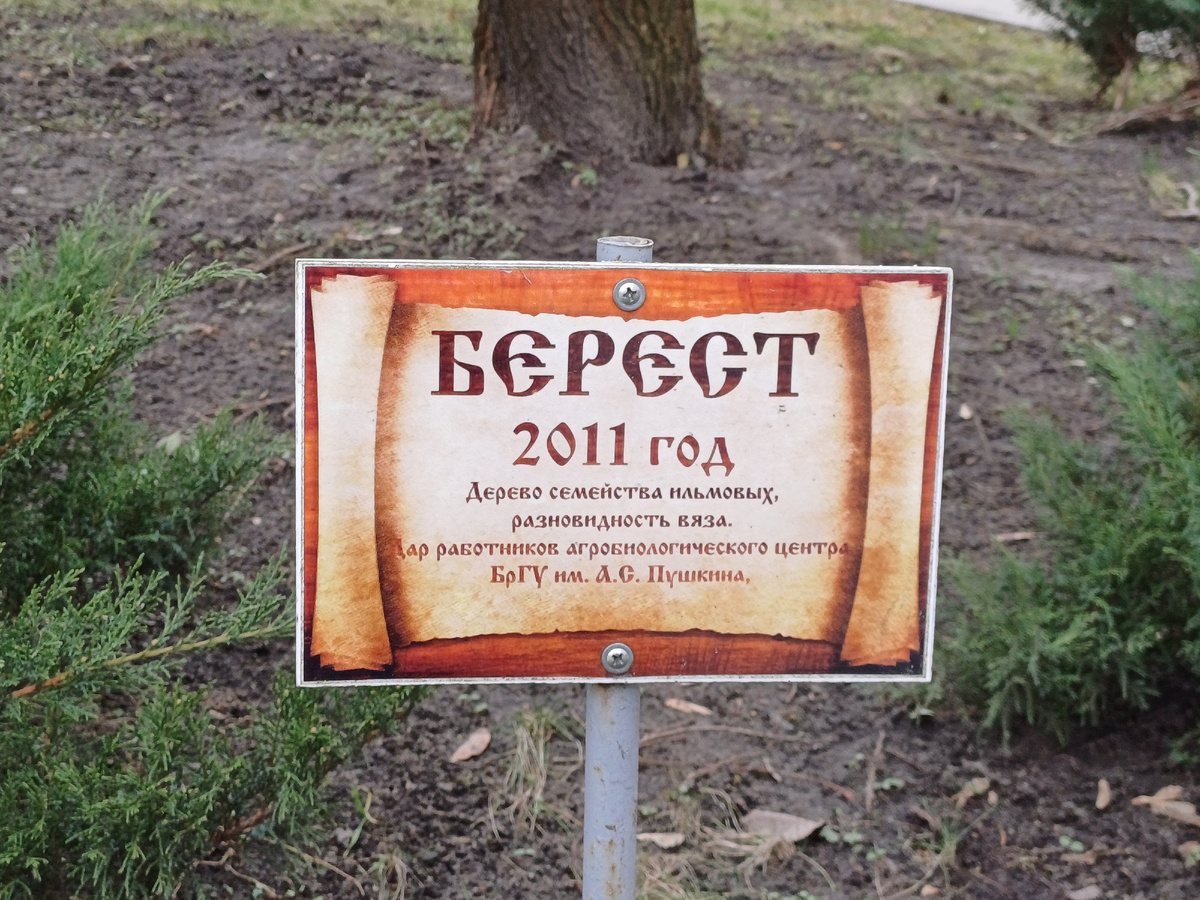 БЕРЕСТ
2011 год
Дерево семейства ильмовых,
разновидность вяза.
Дар работников агробиологического центра
БрГУ им. А.С. Пушкина,